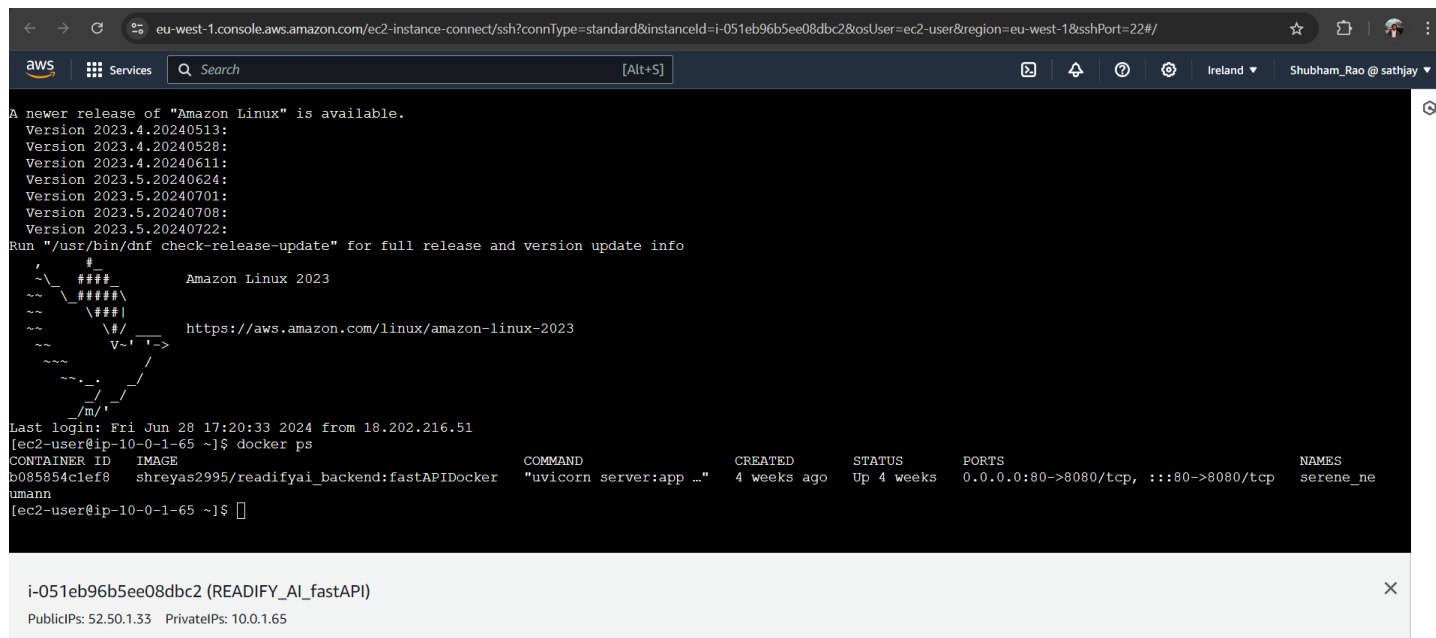 eu-west-1.console.aws.amazon.com/ec2-instance-connect/ssh?connType=standard&instanceId=i-051eb96b5ee08dbc2&osUser=ec2-user&region=eu-west-1&sshPort=22#/
aws Services Search [Alt+S] Ireland ▼ Shubham_Rao @ sathjay ▼
A newer release of "Amazon Linux" is available.
  Version 2023.4.20240513:
  Version 2023.4.20240528:
  Version 2023.4.20240611:
  Version 2023.5.20240624:
  Version 2023.5.20240701:
  Version 2023.5.20240708:
  Version 2023.5.20240722:
Run "/usr/bin/dnf check-release-update" for full release and version update info
   ,     #_
   ~\_  ####_        Amazon Linux 2023
  ~~  \_#####\
  ~~     \###|
  ~~       \#/ ___   https://aws.amazon.com/linux/amazon-linux-2023
   ~~       V~' '->
    ~~~         /
      ~~._.   _/
         _/ _/
       _/m/'
Last login: Fri Jun 28 17:20:33 2024 from 18.202.216.51
[ec2-user@ip-10-0-1-65 ~]$ docker ps
CONTAINER ID   IMAGE                                         COMMAND                  CREATED       STATUS       PORTS                                   NAMES
b085854c1ef8   shreyas2995/readifyai_backend:fastAPIDocker   "uvicorn server:app …"   4 weeks ago   Up 4 weeks   0.0.0.0:80->8080/tcp, :::80->8080/tcp   serene_ne
umann
[ec2-user@ip-10-0-1-65 ~]$
i-051eb96b5ee08dbc2 (READIFY_AI_fastAPI)
PublicIPs: 52.50.1.33 PrivateIPs: 10.0.1.65